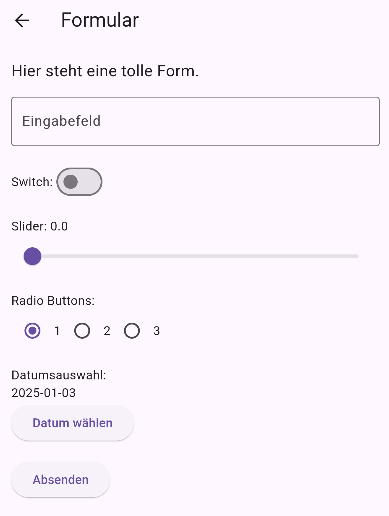 Formular
Hier steht eine tolle Form.
Eingabefeld
Switch:
Slider: 0.0
Radio Buttons:
1 2 3
Datumsauswahl:
2025-01-03
Datum wählen
Absenden